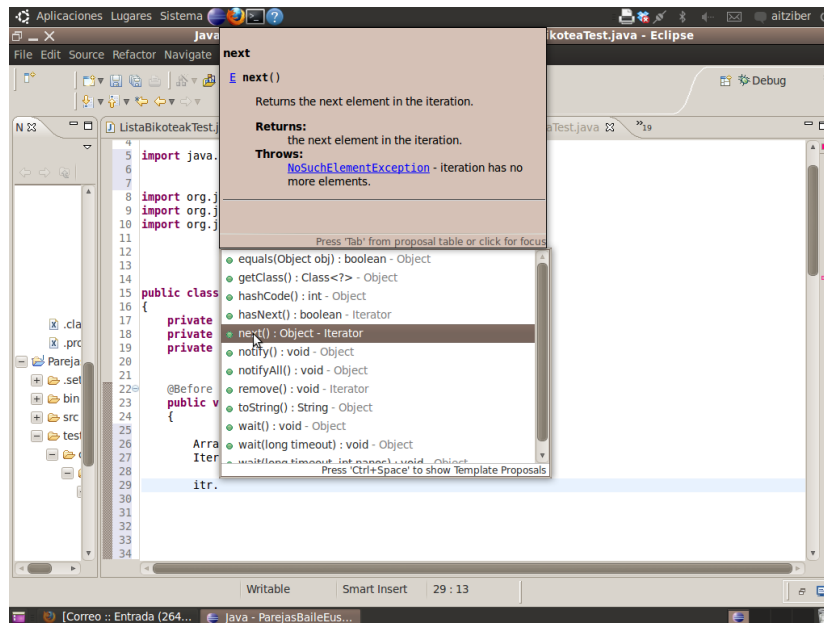 Aplicaciones Lugares Sistema
aitziber
Java
ikoteaTest.java - Eclipse
File Edit Source Refactor Navigate
Debug
N
ListaBikoteakTest.j
aTest.java
19
next
E next()
Returns the next element in the iteration.
Returns:
the next element in the iteration.
Throws:
NoSuchElementException - iteration has no
more elements.
Press 'Tab' from proposal table or click for focus
equals(Object obj) : boolean - Object
getClass() : Class<?> - Object
hashCode() : int - Object
hasNext() : boolean - Iterator
next() : Object - Iterator
notify() : void - Object
notifyAll() : void - Object
remove() : void - Iterator
toString() : String - Object
wait() : void - Object
wait(long timeout) : void - Object
wait(long timeout, int nanos) : void - Object
Press 'Ctrl+Space' to show Template Proposals
4
5 import java.
6
7
8 import org.j
9 import org.j
10 import org.j
11
12
13
14
15 public class
16 {
17 private
18 private
19 private
20
21
22 @Before
23 public v
24 {
25
26 Arra
27 Iter
28
29 itr.
30
31
32
33
34
.cla
.pro
Pareja
.set
bin
src
test
Writable Smart Insert 29 : 13
[Correo :: Entrada (264...
Java - ParejasBaileEus...